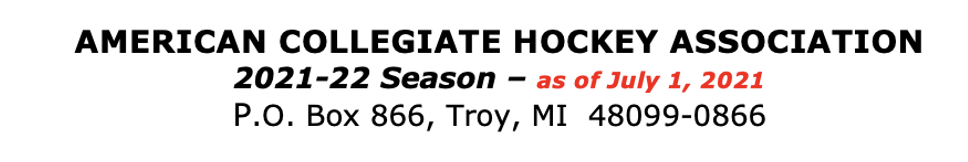 AMERICAN COLLEGIATE HOCKEY ASSOCIATION
2021-22 Season – as of July 1, 2021
P.O. Box 866, Troy, MI  48099-0866